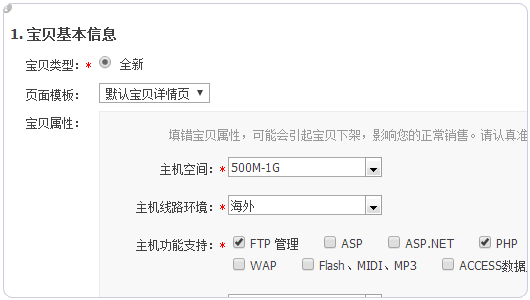 1. 宝贝基本信息
宝贝类型：* 全新
页面模板： 默认宝贝详情页
宝贝属性：
填错宝贝属性，可能会引起宝贝下架，影响您的正常销售。请认真准
主机空间：* 500M-1G
主机线路环境：* 海外
主机功能支持：* FTP 管理 ASP ASP.NET PHP
WAP Flash、MIDI、MP3 ACCESS数据